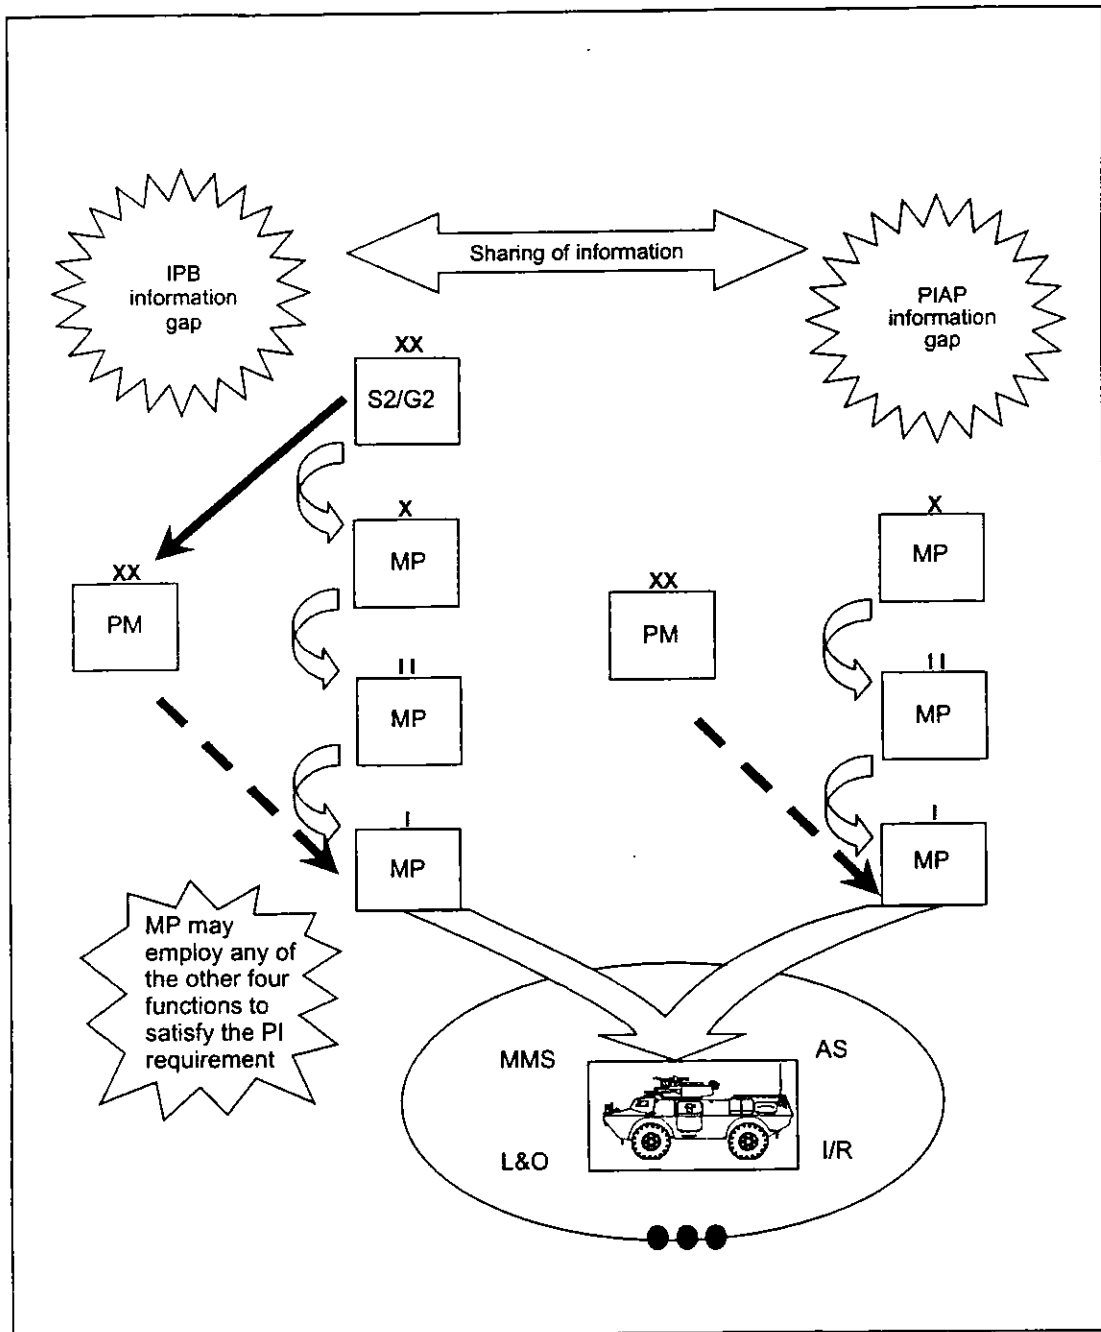 Sharing of information
IPB
information
gap
PIAP
information
gap
XX
S2/G2
X
MP
XX
PM
I I
MP
I
MP
X
MP
XX
PM
I I
MP
I
MP
MP may
employ any of
the other four
functions to
satisfy the PI
requirement
MMS
AS
L&O
I/R